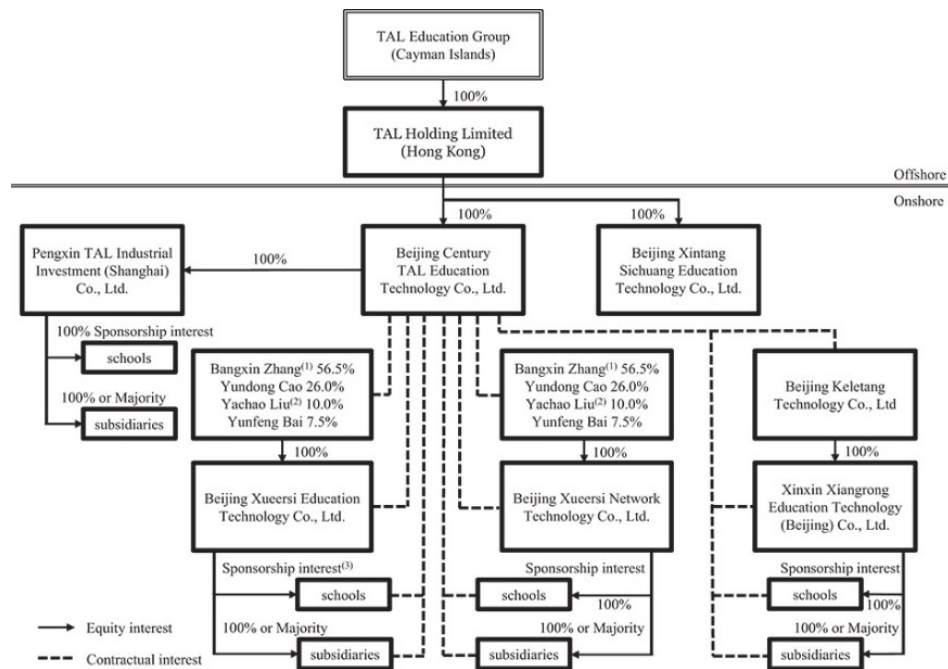 TAL Education Group
(Cayman Islands)
100%
TAL Holding Limited
(Hong Kong)
Offshore
Onshore
100%
100%
Pengxin TAL Industrial
Investment (Shanghai)
Co., Ltd.
100%
Beijing Century
TAL Education
Technology Co., Ltd.
Beijing Xintang
Sichuang Education
Technology Co., Ltd.
100% Sponsorship interest
schools
100% or Majority
subsidiaries
Bangxin Zhang(1) 56.5%
Yundong Cao 26.0%
Yachao Liu(2) 10.0%
Yunfeng Bai 7.5%
Bangxin Zhang(1) 56.5%
Yundong Cao 26.0%
Yachao Liu(2) 10.0%
Yunfeng Bai 7.5%
Beijing Keletang
Technology Co., Ltd
100%
100%
100%
Beijing Xueersi Education
Technology Co., Ltd.
Beijing Xueersi Network
Technology Co., Ltd.
Xinxin Xiangrong
Education Technology
(Beijing) Co., Ltd.
Sponsorship interest(3)
schools
100% or Majority
subsidiaries
Sponsorship interest
schools
100%
100% or Majority
subsidiaries
Sponsorship interest
schools
100%
100% or Majority
subsidiaries
Equity interest
Contractual interest